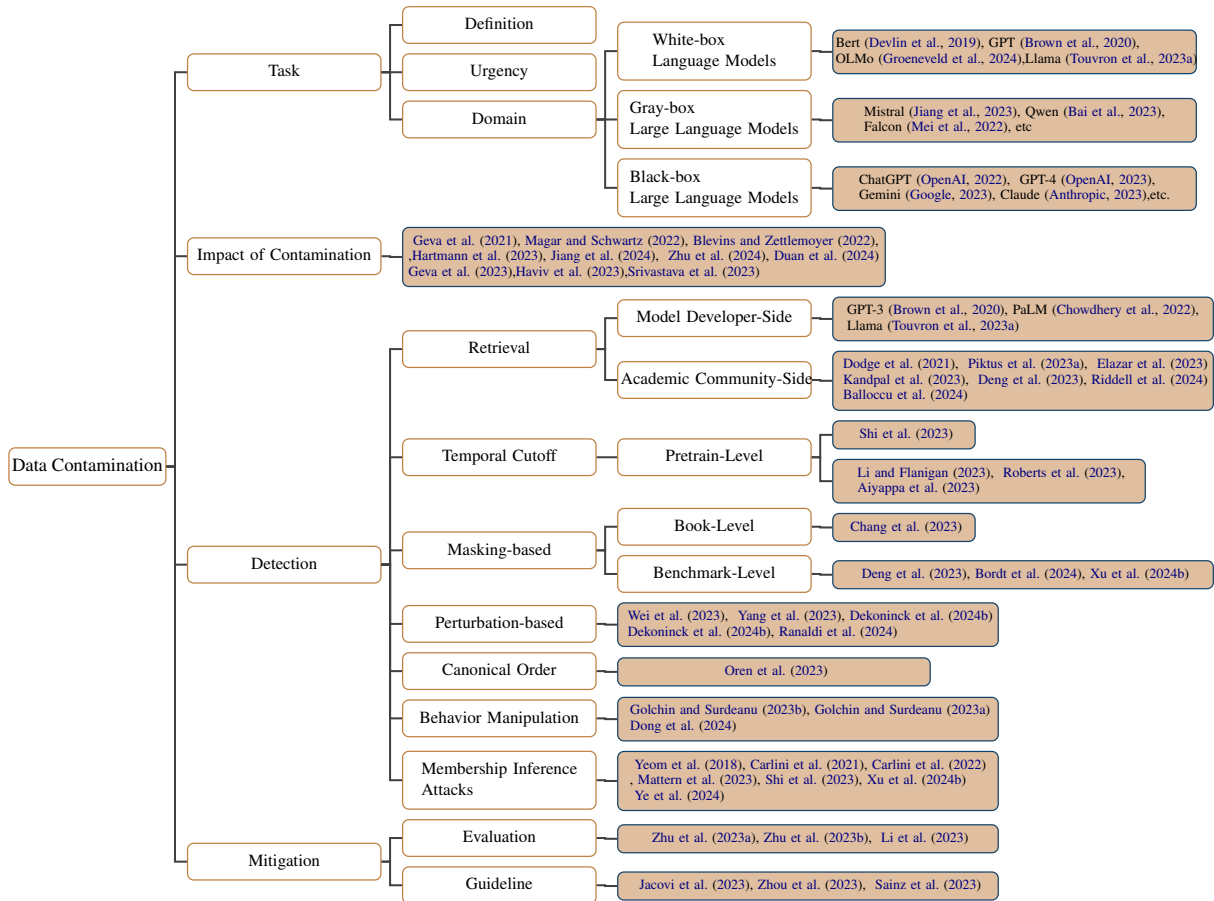 Definition
Task
Urgency
Domain
White-box
Language Models
Bert (Devlin et al., 2019), GPT (Brown et al., 2020),
OLMo (Groeneveld et al., 2024),Llama (Touvron et al., 2023a)
Gray-box
Large Language Models
Mistral (Jiang et al., 2023), Qwen (Bai et al., 2023),
Falcon (Mei et al., 2022), etc
Black-box
Large Language Models
ChatGPT (OpenAI, 2022), GPT-4 (OpenAI, 2023),
Gemini (Google, 2023), Claude (Anthropic, 2023),etc.
Impact of Contamination
Geva et al. (2021), Magar and Schwartz (2022), Blevins and Zettlemoyer (2022),
,Hartmann et al. (2023), Jiang et al. (2024), Zhu et al. (2024), Duan et al. (2024)
Geva et al. (2023),Haviv et al. (2023),Srivastava et al. (2023)
Data Contamination
Detection
Retrieval
Model Developer-Side
GPT-3 (Brown et al., 2020), PaLM (Chowdhery et al., 2022),
Llama (Touvron et al., 2023a)
Academic Community-Side
Dodge et al. (2021), Piktus et al. (2023a), Elazar et al. (2023)
Kandpal et al. (2023), Deng et al. (2023), Riddell et al. (2024)
Balloccu et al. (2024)
Temporal Cutoff
Pretrain-Level
Shi et al. (2023)
Li and Flanigan (2023), Roberts et al. (2023),
Aiyappa et al. (2023)
Masking-based
Book-Level
Chang et al. (2023)
Benchmark-Level
Deng et al. (2023), Bordt et al. (2024), Xu et al. (2024b)
Perturbation-based
Wei et al. (2023), Yang et al. (2023), Dekoninck et al. (2024b)
Dekoninck et al. (2024b), Ranaldi et al. (2024)
Canonical Order
Oren et al. (2023)
Behavior Manipulation
Golchin and Surdeanu (2023b), Golchin and Surdeanu (2023a)
Dong et al. (2024)
Membership Inference
Attacks
Yeom et al. (2018), Carlini et al. (2021), Carlini et al. (2022)
, Mattern et al. (2023), Shi et al. (2023), Xu et al. (2024b)
Ye et al. (2024)
Mitigation
Evaluation
Zhu et al. (2023a), Zhu et al. (2023b), Li et al. (2023)
Guideline
Jacovi et al. (2023), Zhou et al. (2023), Sainz et al. (2023)